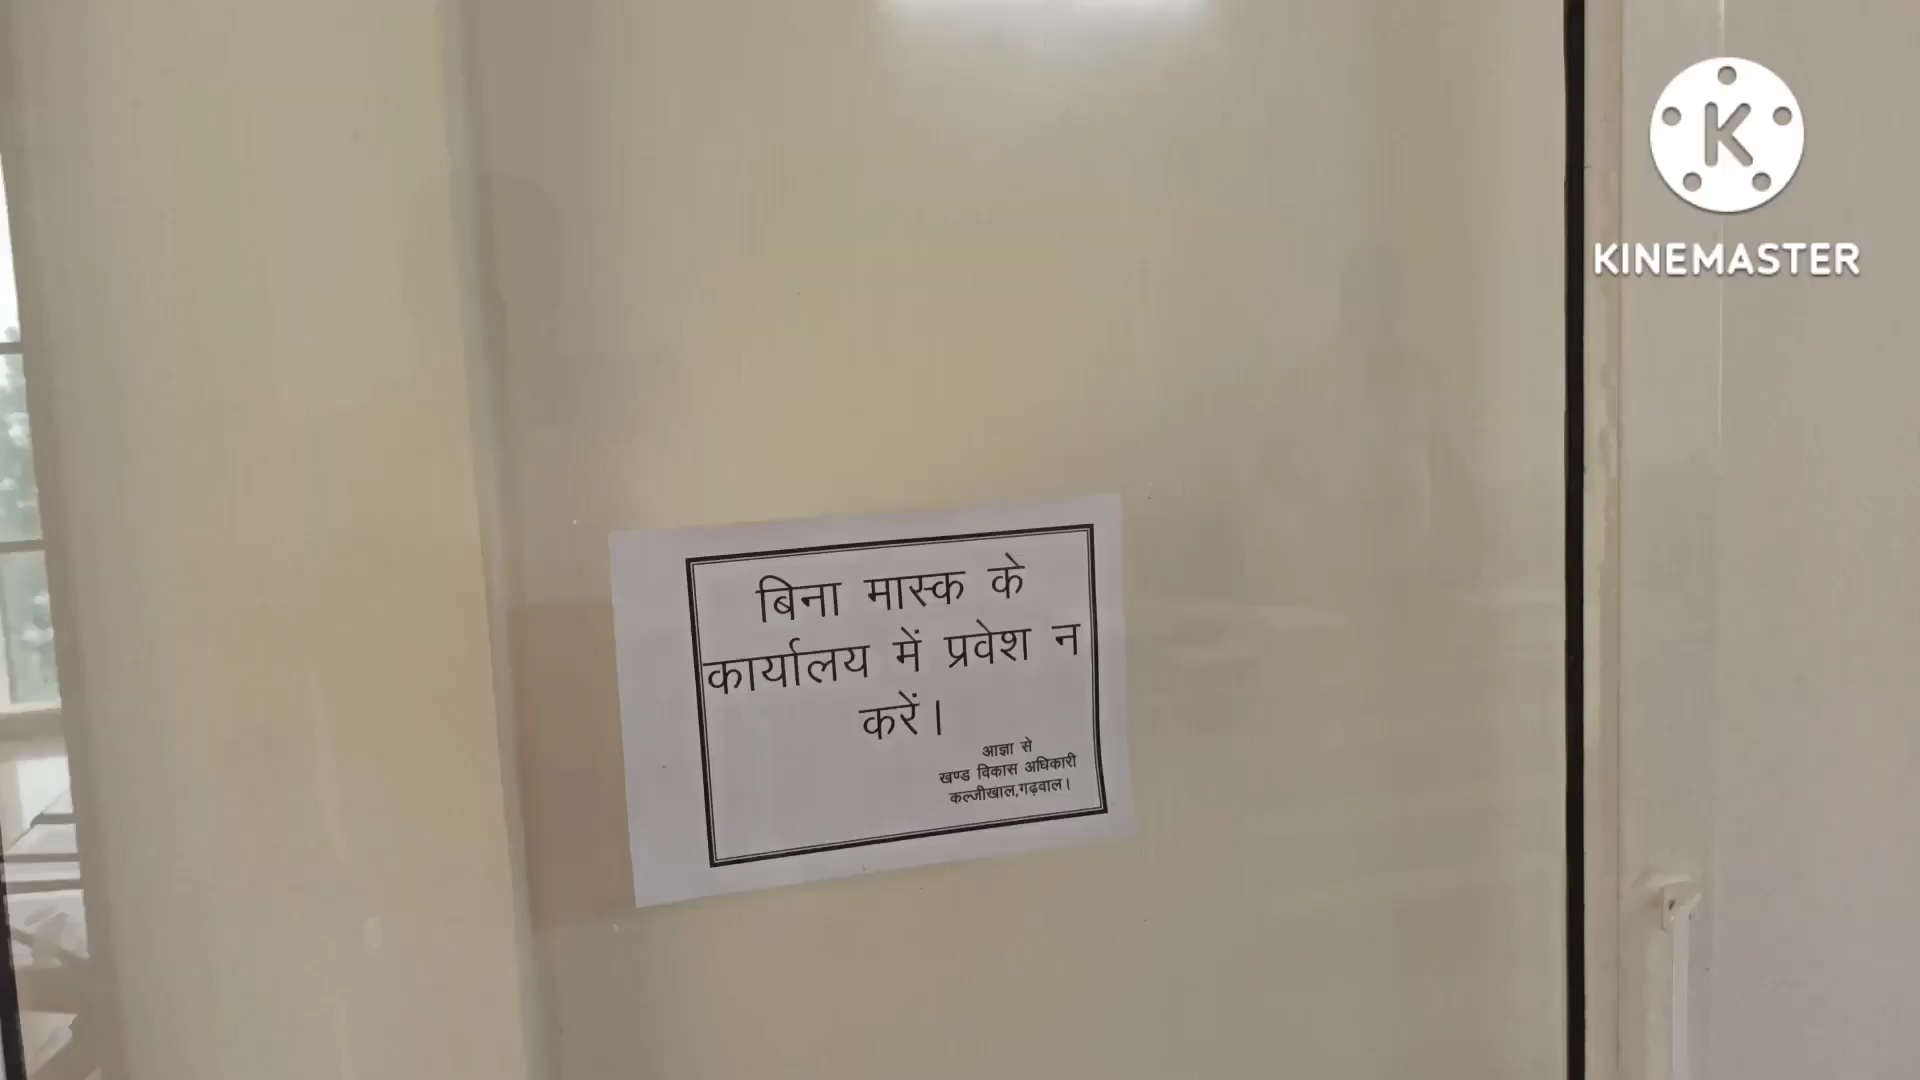 KINEMASTER
बिना मास्क के
कार्यालय में प्रवेश न
करें।
आज्ञा से
खण्ड विकास अधिकारी
कल्जीखाल,गढ़वाल।